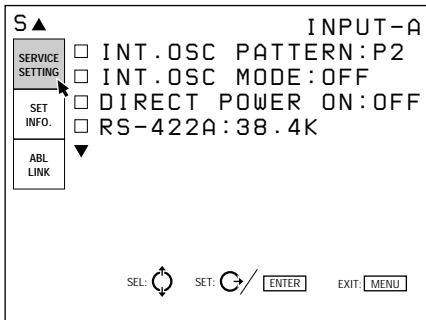 S▲ INPUT-A
SERVICE SETTING
SET INFO.
ABL LINK
□ INT.OSC PATTERN:P2
□ INT.OSC MODE:OFF
□ DIRECT POWER ON:OFF
□ RS-422A:38.4K
▼
SEL: SET: / ENTER EXIT: MENU